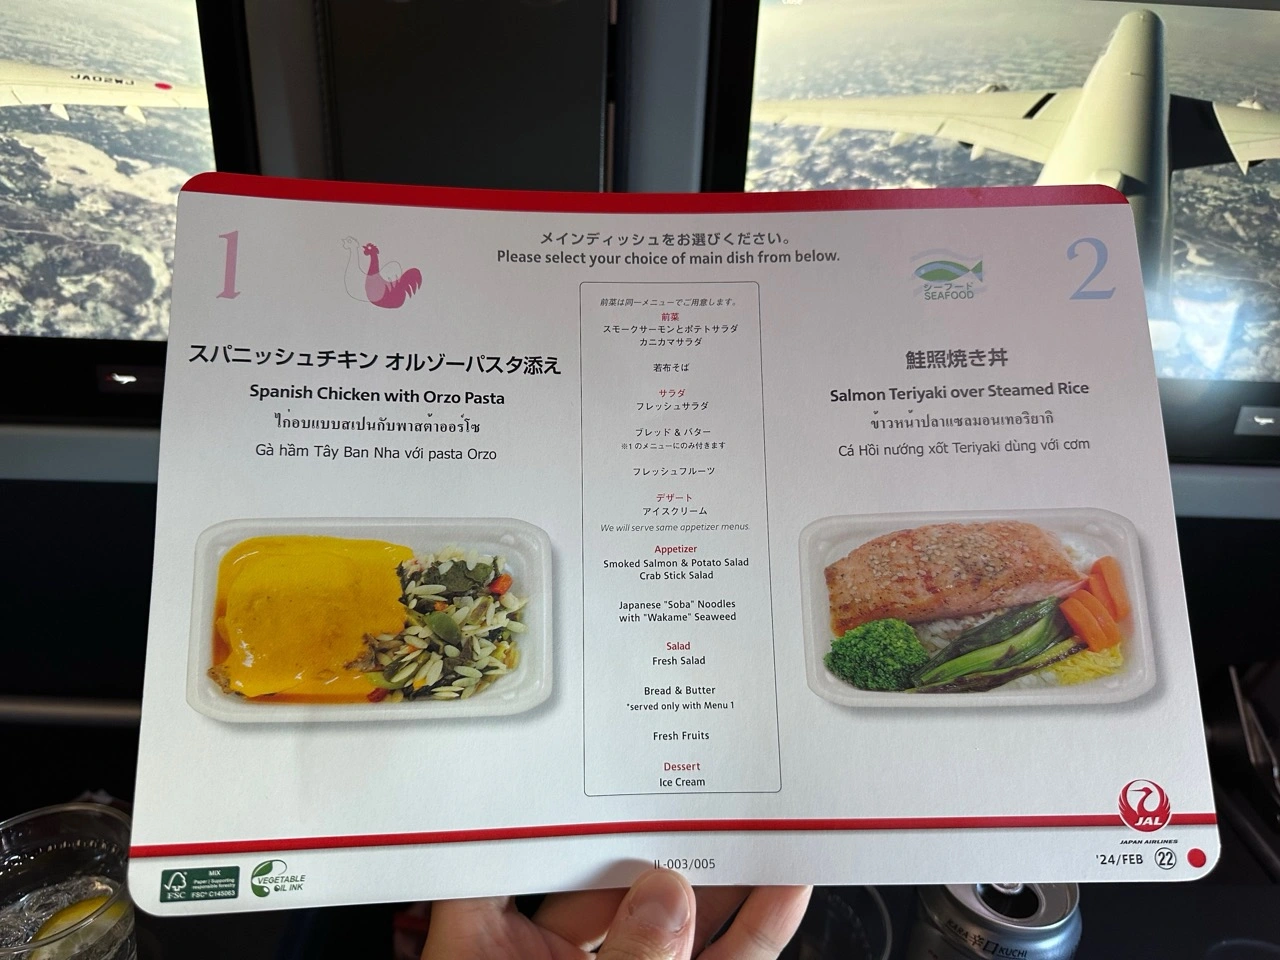 メインディッシュをお選びください。
Please select your choice of main dish from below.
1
スパニッシュチキン オルゾーパスタ添え
Spanish Chicken with Orzo Pasta
ไก่อบแบบสเปนกับพาสต้าออร์โซ
Gà hầm Tây Ban Nha với pasta Orzo
前菜は同一メニューでご用意します。
前菜
スモークサーモンとポテトサラダ
カニカマサラダ
若布そば
サラダ
フレッシュサラダ
ブレッド & バター
※1 のメニューにのみ付きます
フレッシュフルーツ
デザート
アイスクリーム
We will serve same appetizer menus.
Appetizer
Smoked Salmon & Potato Salad
Crab Stick Salad
Japanese "Soba" Noodles
with "Wakame" Seaweed
Salad
Fresh Salad
Bread & Butter
*served only with Menu 1
Fresh Fruits
Dessert
Ice Cream
シーフード
SEAFOOD
2
鮭照焼き丼
Salmon Teriyaki over Steamed Rice
ข้าวหน้าปลาแซลมอนเทอริยากิ
Cá Hồi nướng xốt Teriyaki dùng với cơm
JAL
JAPAN AIRLINES
FSC
MIX
Paper | Supporting
responsible forestry
FSC® C145063
VEGETABLE
OIL INK
JL-003/005
'24/FEB 22
KARA 辛口 KUCHI